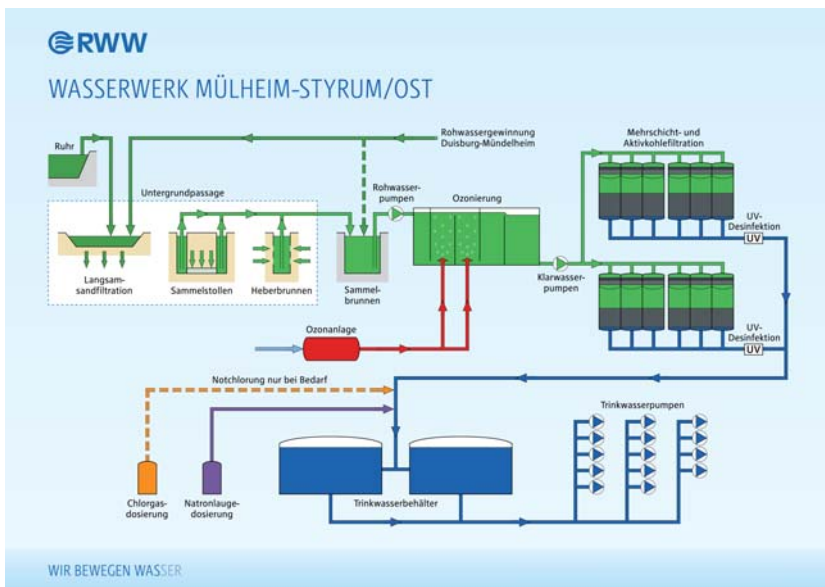 RWW
WASSERWERK MÜLHEIM-STYRUM/OST
Ruhr
Rohwassergewinnung
Duisburg-Mündelheim
Mehrschicht- und
Aktivkohlefiltration
Untergrundpassage
Rohwasser-
pumpen
Ozonierung
UV-
Desinfektion
UV
Langsam-
sandfiltration
Sammelstollen
Heberbrunnen
Sammel-
brunnen
Klarwasser-
pumpen
Ozonanlage
UV-
Desinfektion
UV
Notchlorung nur bei Bedarf
Trinkwasserpumpen
Chlorgas-
dosierung
Natronlauge-
dosierung
Trinkwasserbehälter
WIR BEWEGEN WASSER